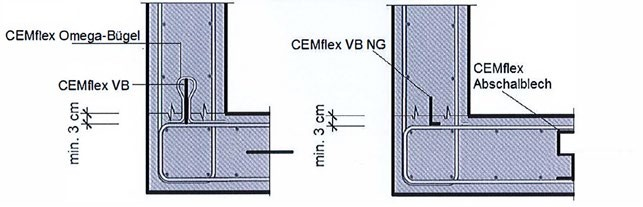 CEMflex Omega-Bügel
CEMflex VB
min. 3 cm
CEMflex VB NG
CEMflex
Abschalblech
min. 3 cm